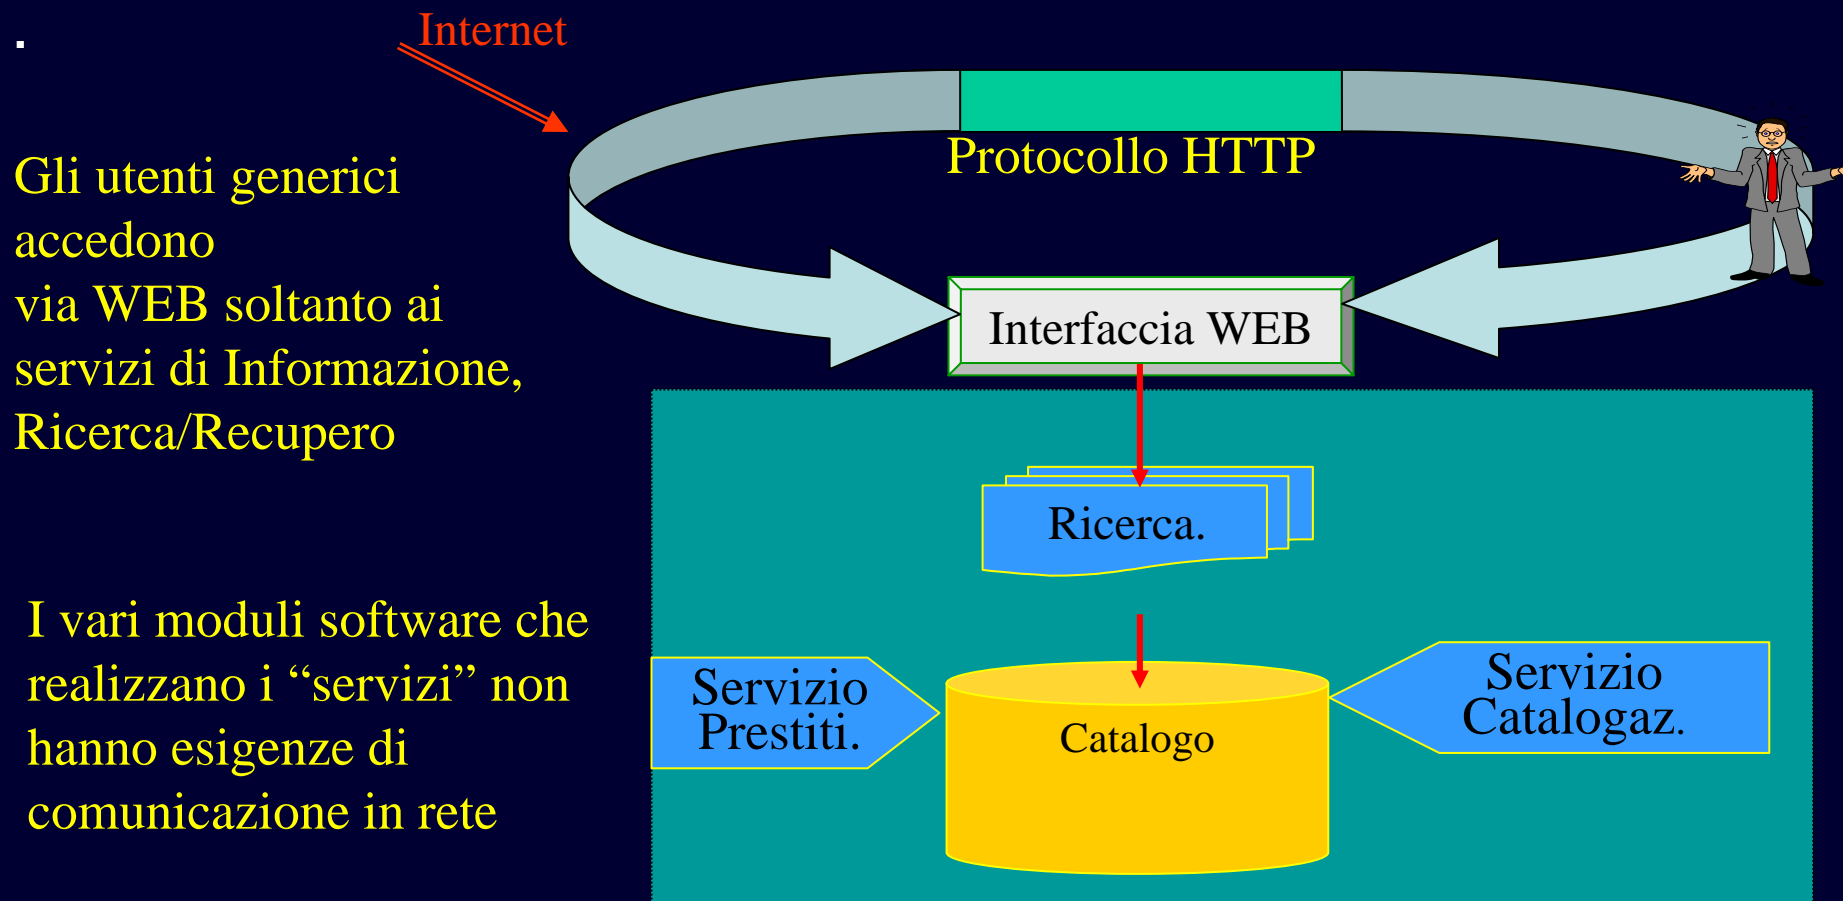 .
Internet
Protocollo HTTP
Gli utenti generici
accedono
via WEB soltanto ai
servizi di Informazione,
Ricerca/Recupero
Interfaccia WEB
Ricerca.
I vari moduli software che
realizzano i “servizi” non
hanno esigenze di
comunicazione in rete
Servizio
Prestiti.
Catalogo
Servizio
Catalogaz.